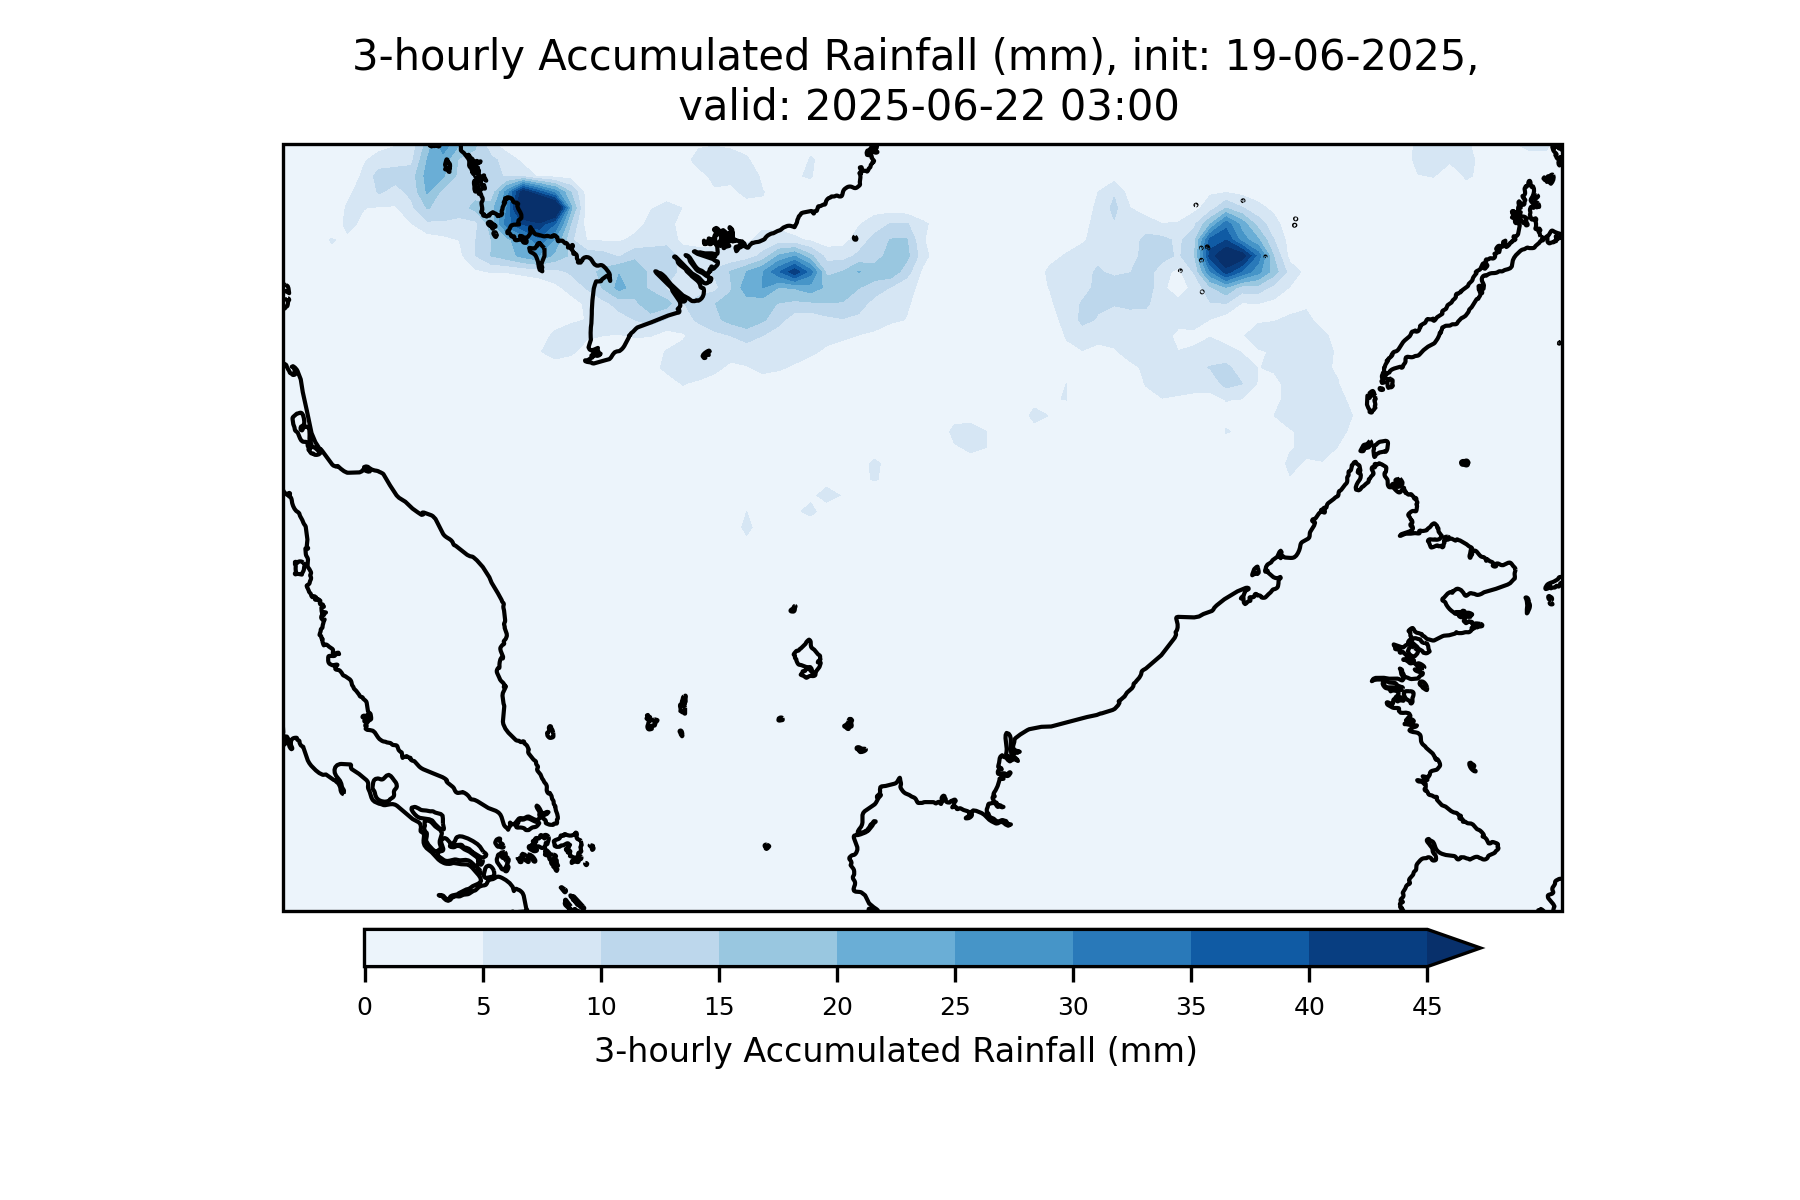 3-hourly Accumulated Rainfall (mm), init: 19-06-2025,
valid: 2025-06-22 03:00
0 5 10 15 20 25 30 35 40 45
3-hourly Accumulated Rainfall (mm)